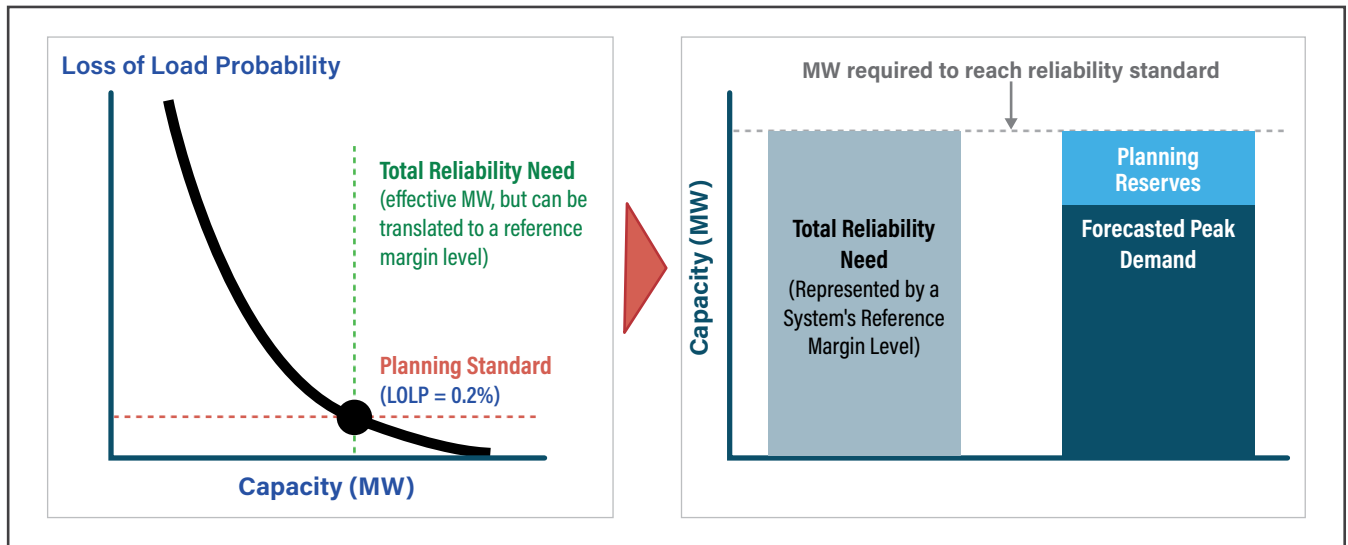 Loss of Load Probability
Total Reliability Need
(effective MW, but can be
translated to a reference
margin level)
Planning Standard
(LOLP = 0.2%)
Capacity (MW)
MW required to reach reliability standard
Capacity (MW)
Total Reliability
Need
(Represented by a
System's Reference
Margin Level)
Planning
Reserves
Forecasted Peak
Demand